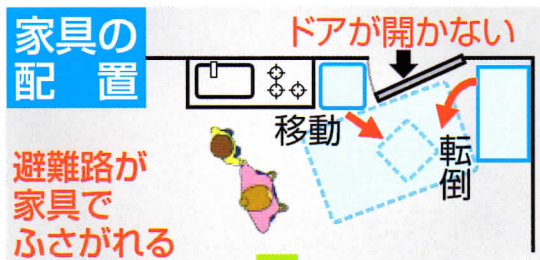 家具の
配 置
ドアが開かない
移動
転倒
避難路が
家具で
ふさがれる